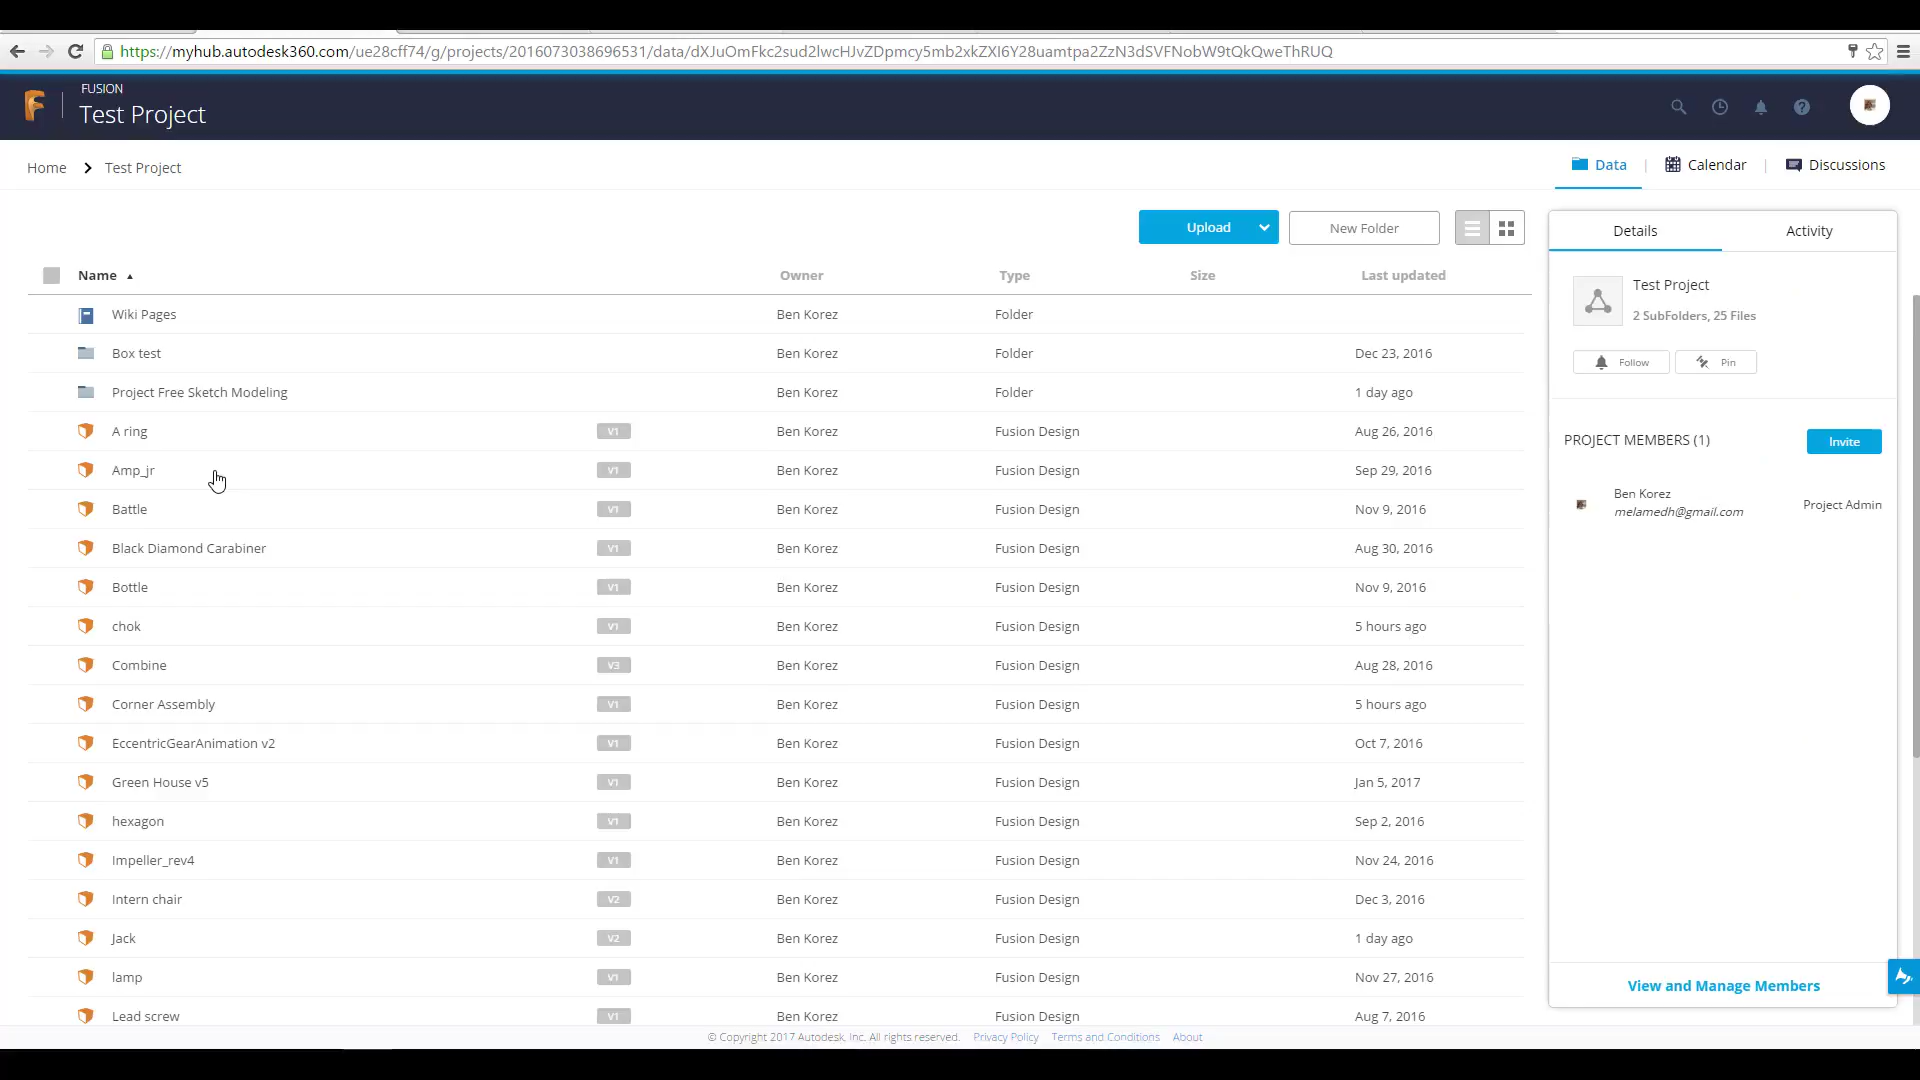 https://myhub.autodesk360.com/ue28cff74/g/projects/2016073038696531/data/dXJuOmFkc2sud2lwcHJvZDpmcy5mb2xkZXI6Y28uamtpa2ZzN3dSVFNobW9tQkQweThRUQ
FUSION
Test Project
Home Test Project
Data | Calendar | Discussions
Upload New Folder
Name Owner Type Size Last updated
Wiki Pages Ben Korez Folder
Box test Ben Korez Folder Dec 23, 2016
Project Free Sketch Modeling Ben Korez Folder 1 day ago
A ring V1 Ben Korez Fusion Design Aug 26, 2016
Amp_jr V1 Ben Korez Fusion Design Sep 29, 2016
Battle V1 Ben Korez Fusion Design Nov 9, 2016
Black Diamond Carabiner V1 Ben Korez Fusion Design Aug 30, 2016
Bottle V1 Ben Korez Fusion Design Nov 9, 2016
chok V1 Ben Korez Fusion Design 5 hours ago
Combine V3 Ben Korez Fusion Design Aug 28, 2016
Corner Assembly V1 Ben Korez Fusion Design 5 hours ago
EccentricGearAnimation v2 V1 Ben Korez Fusion Design Oct 7, 2016
Green House v5 V1 Ben Korez Fusion Design Jan 5, 2017
hexagon V1 Ben Korez Fusion Design Sep 2, 2016
Impeller_rev4 V1 Ben Korez Fusion Design Nov 24, 2016
Intern chair V2 Ben Korez Fusion Design Dec 3, 2016
Jack V2 Ben Korez Fusion Design 1 day ago
lamp V1 Ben Korez Fusion Design Nov 27, 2016
Lead screw V1 Ben Korez Fusion Design Aug 7, 2016
Details Activity
Test Project
2 SubFolders, 25 Files
Follow Pin
PROJECT MEMBERS (1) Invite
Ben Korez
melamedh@gmail.com
Project Admin
View and Manage Members
© Copyright 2017 Autodesk, Inc. All rights reserved. Privacy Policy Terms and Conditions About